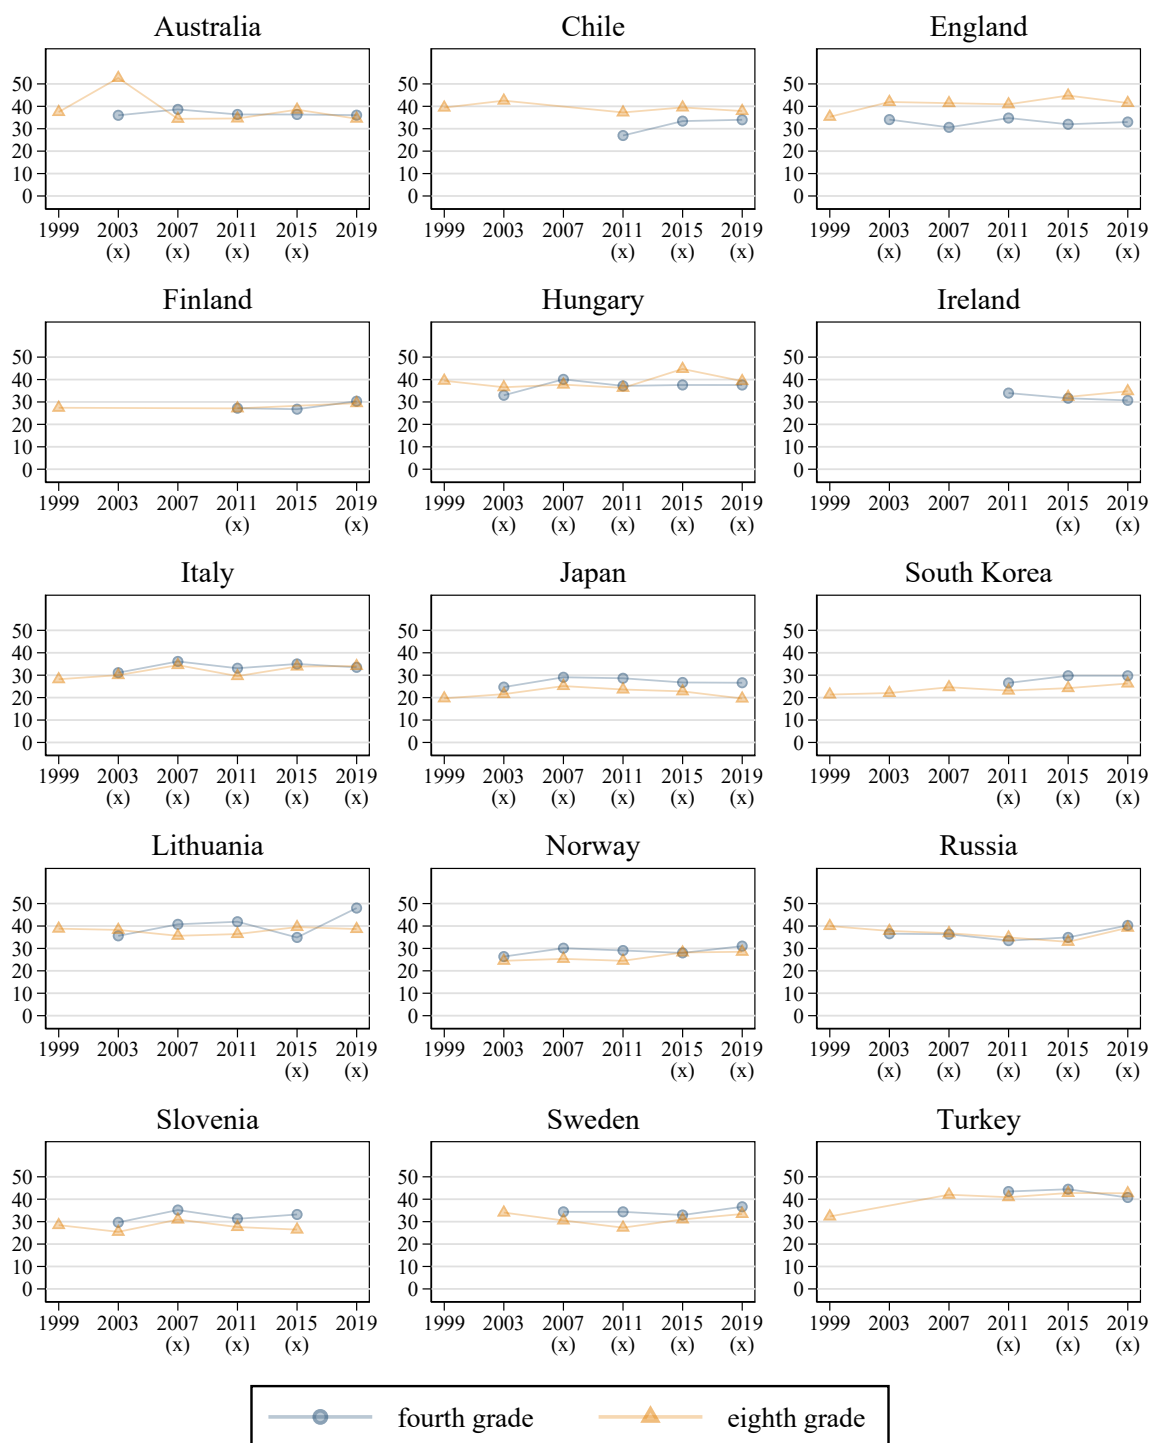 Australia Chile England
50 50 50
40 40 40
30 30 30
20 20 20
10 10 10
0 0 0
1999 2003 2007 2011 2015 2019 1999 2003 2007 2011 2015 2019 1999 2003 2007 2011 2015 2019
(x) (x) (x) (x) (x) (x) (x) (x) (x) (x) (x) (x)
Finland Hungary Ireland
50 50 50
40 40 40
30 30 30
20 20 20
10 10 10
0 0 0
1999 2003 2007 2011 2015 2019 1999 2003 2007 2011 2015 2019 1999 2003 2007 2011 2015 2019
(x) (x) (x) (x) (x) (x) (x) (x) (x)
Italy Japan South Korea
50 50 50
40 40 40
30 30 30
20 20 20
10 10 10
0 0 0
1999 2003 2007 2011 2015 2019 1999 2003 2007 2011 2015 2019 1999 2003 2007 2011 2015 2019
(x) (x) (x) (x) (x) (x) (x) (x) (x) (x) (x) (x) (x)
Lithuania Norway Russia
50 50 50
40 40 40
30 30 30
20 20 20
10 10 10
0 0 0
1999 2003 2007 2011 2015 2019 1999 2003 2007 2011 2015 2019 1999 2003 2007 2011 2015 2019
(x) (x) (x) (x) (x) (x) (x) (x) (x)
Slovenia Sweden Turkey
50 50 50
40 40 40
30 30 30
20 20 20
10 10 10
0 0 0
1999 2003 2007 2011 2015 2019 1999 2003 2007 2011 2015 2019 1999 2003 2007 2011 2015 2019
(x) (x) (x) (x) (x) (x) (x) (x) (x) (x)
fourth grade eighth grade